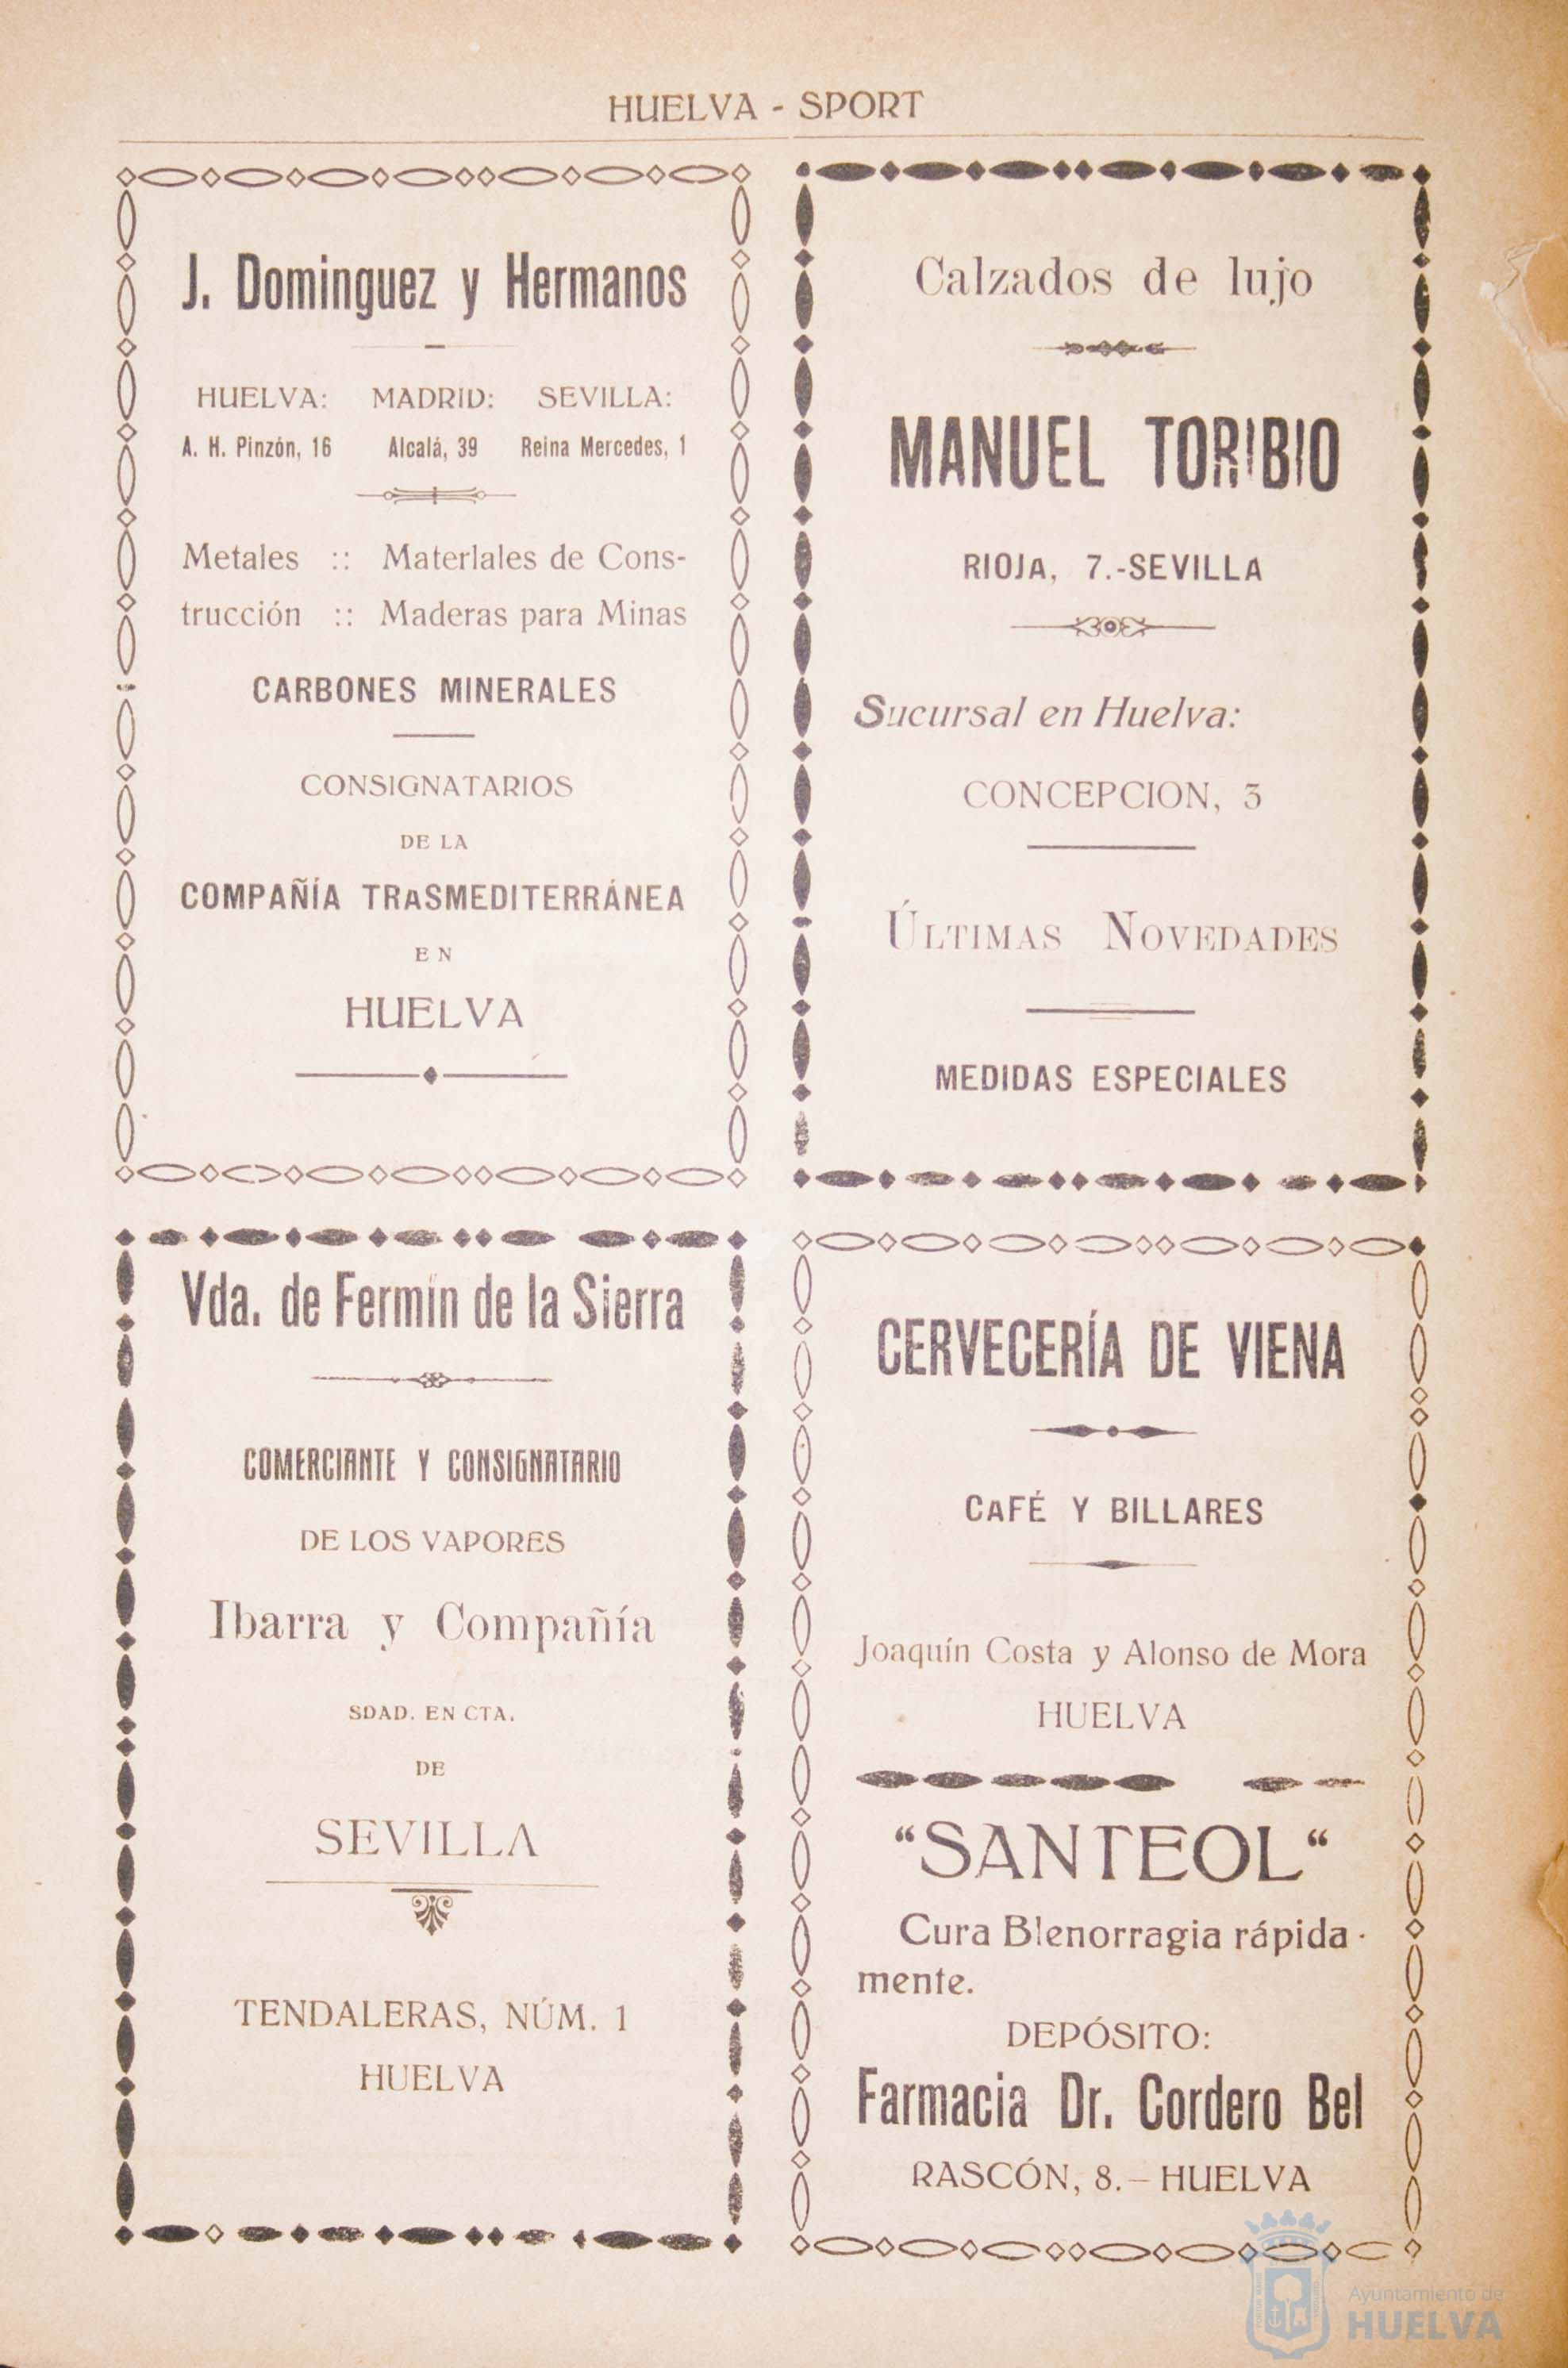 HUELVA - SPORT
J. Dominguez y Hermanos
HUELVA: MADRID: SEVILLA:
A. H. Pinzón, 16 Alcalá, 39 Reina Mercedes, 1
Metales :: Materlales de Cons-
trucción :: Maderas para Minas
CARBONES MINERALES
CONSIGNATARIOS
DE LA
COMPAÑÍA TRASMEDITERRÁNEA
EN
HUELVA
Calzados de lujo
MANUEL TORIBIO
RIOJA, 7.-SEVILLA
Sucursal en Huelva:
CONCEPCION, 3
ÚLTIMAS NOVEDADES
MEDIDAS ESPECIALES
Vda. de Fermín de la Sierra
COMERCIANTE Y CONSIGNATARIO
DE LOS VAPORES
Ibarra y Compañía
SDAD. EN CTA.
DE
SEVILLA
TENDALERAS, NÚM. 1
HUELVA
CERVECERÍA DE VIENA
CAFÉ Y BILLARES
Joaquín Costa y Alonso de Mora
HUELVA
"SANTEOL"
Cura Blenorragia rápida-
mente.
DEPÓSITO:
Farmacia Dr. Cordero Bel
RASCÓN, 8.—HUELVA
Ayuntamiento de
HUELVA